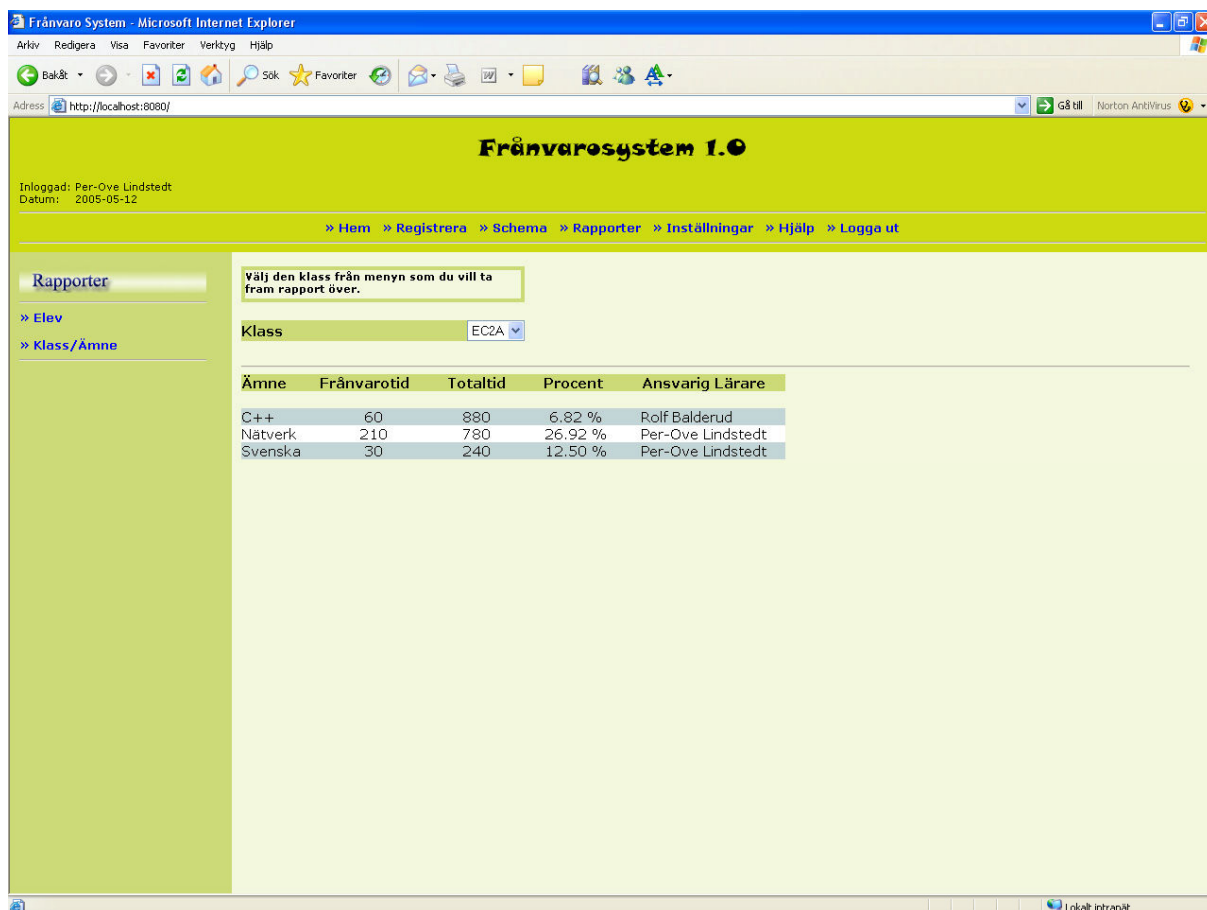 Frånvaro System - Microsoft Internet Explorer
Arkiv Redigera Visa Favoriter Verktyg Hjälp
Bakåt Sök Favoriter
Adress http://localhost:8080/ Gå till Norton AntiVirus
Frånvarosystem 1.0
Inloggad: Per-Ove Lindstedt
Datum: 2005-05-12
» Hem » Registrera » Schema » Rapporter » Inställningar » Hjälp » Logga ut
Rapporter
» Elev
» Klass/Ämne
Välj den klass från menyn som du vill ta
fram rapport över.
Klass EC2A
Ämne Frånvarotid Totaltid Procent Ansvarig Lärare
C++ 60 880 6.82 % Rolf Balderud
Nätverk 210 780 26.92 % Per-Ove Lindstedt
Svenska 30 240 12.50 % Per-Ove Lindstedt
Lokalt intranät